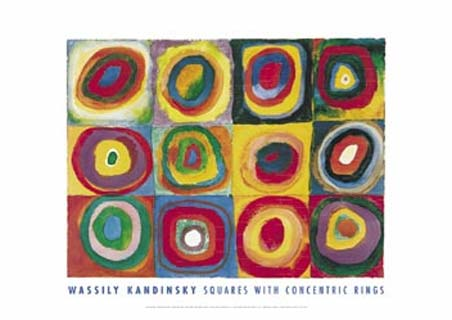 WASSILY KANDINSKY SQUARES WITH CONCENTRIC RINGS